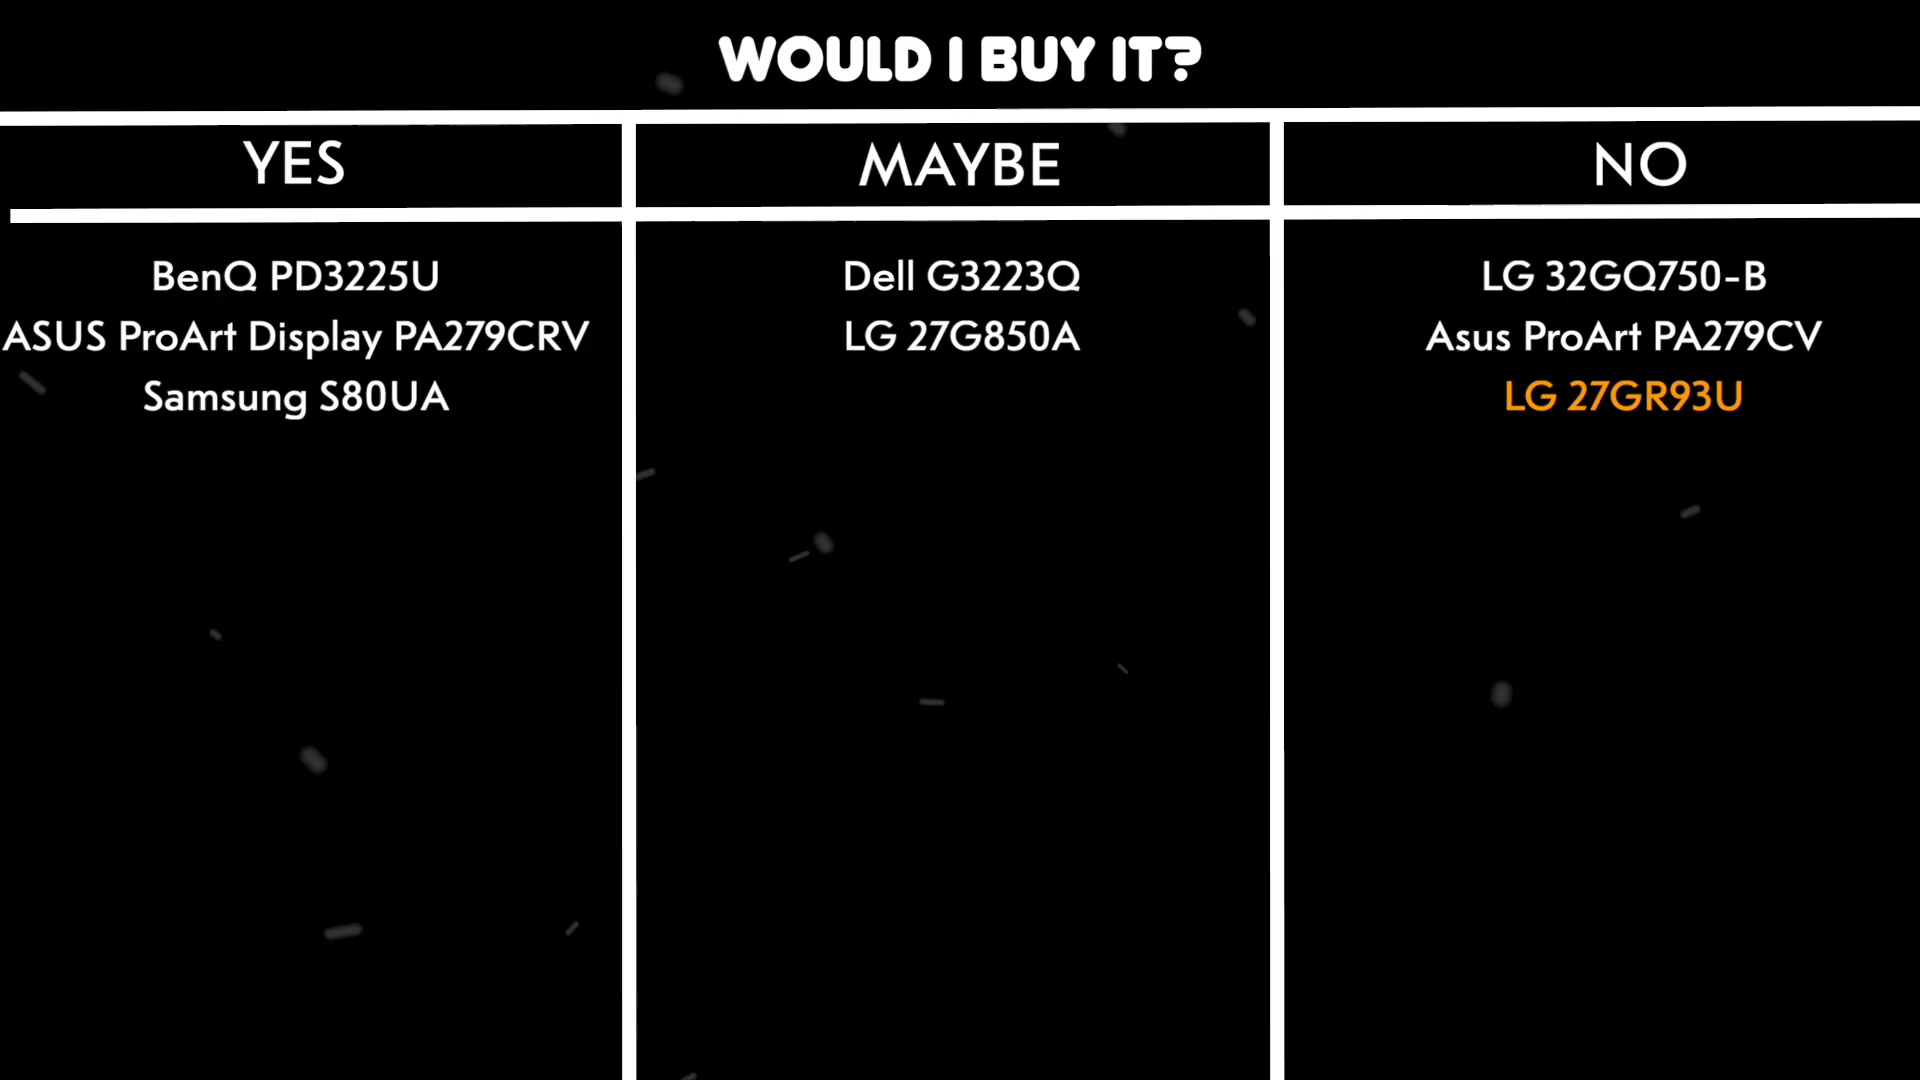 WOULD I BUY IT?
YES
MAYBE
NO
BenQ PD3225U
ASUS ProArt Display PA279CRV
Samsung S80UA
Dell G3223Q
LG 27G850A
LG 32GQ750-B
Asus ProArt PA279CV
LG 27GR93U